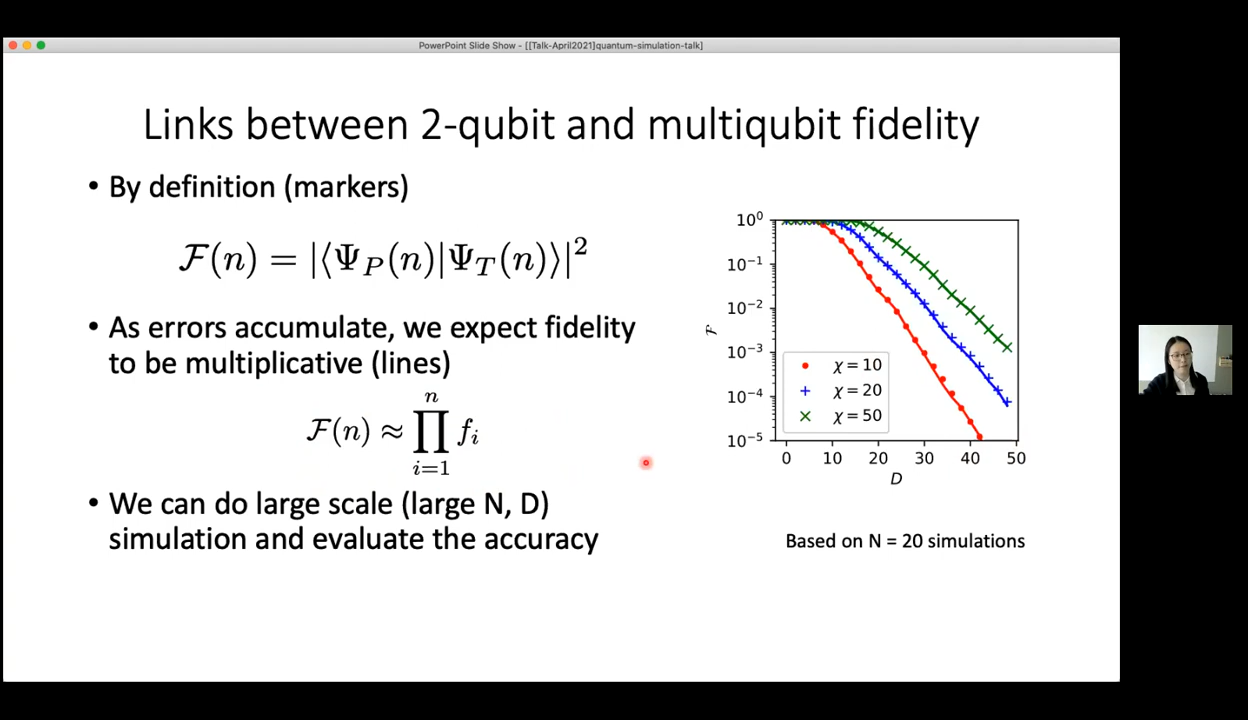 PowerPoint Slide Show - [[Talk-April2021]quantum-simulation-talk]
Links between 2-qubit and multiqubit fidelity
• By definition (markers)
ℱ(n) = |⟨Ψ_P(n)|Ψ_T(n)⟩|²
• As errors accumulate, we expect fidelity
to be multiplicative (lines)
ℱ(n) ≈ ∏_{i=1}^{n} f_i
• We can do large scale (large N, D)
simulation and evaluate the accuracy
10⁰
10⁻¹
10⁻²
10⁻³
10⁻⁴
10⁻⁵
ℱ
χ = 10
χ = 20
χ = 50
0 10 20 30 40 50
D
Based on N = 20 simulations